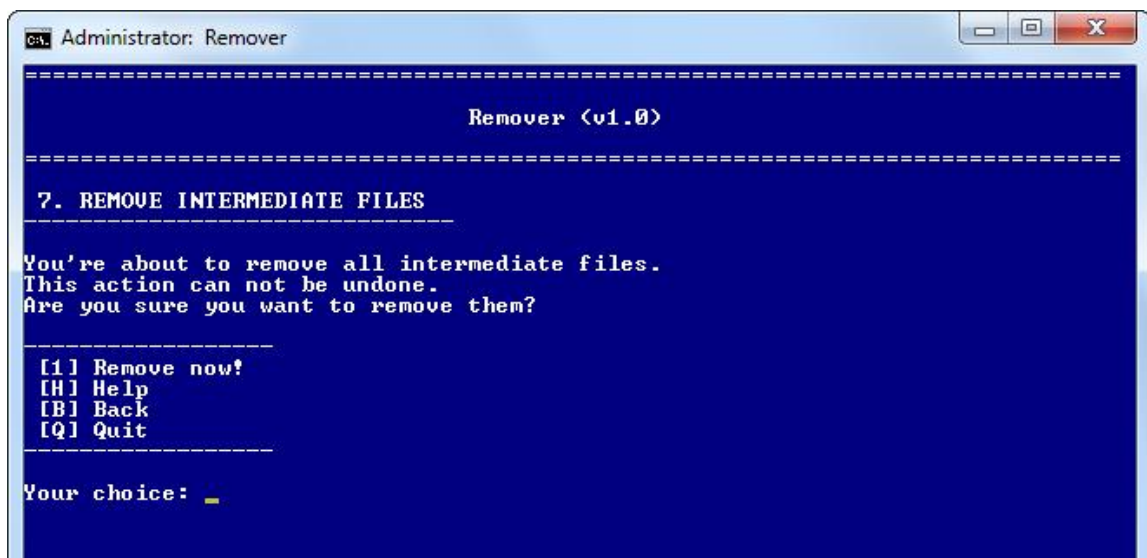 Administrator: Remover
===============================================================================
Remover (v1.0)
===============================================================================
7. REMOVE INTERMEDIATE FILES
-------------------------------
You're about to remove all intermediate files.
This action can not be undone.
Are you sure you want to remove them?
------------------
[1] Remove now!
[H] Help
[B] Back
[Q] Quit
------------------
Your choice: _